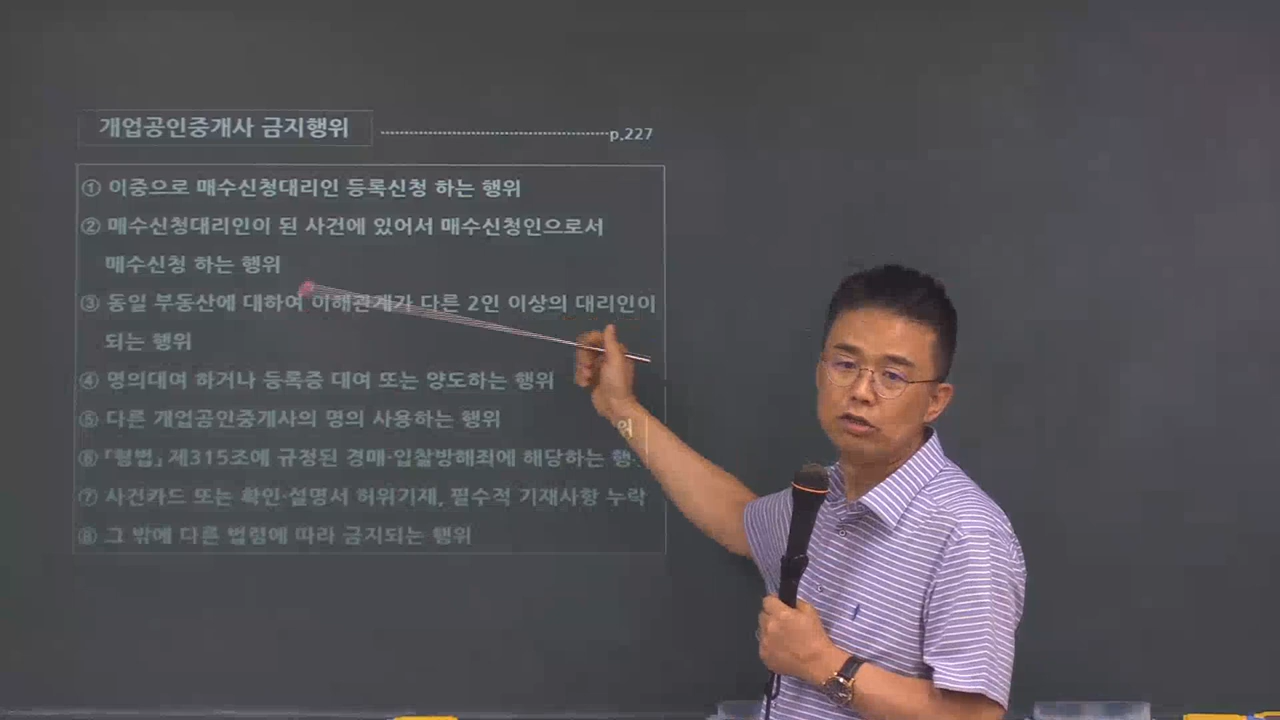 개업공인중개사 금지행위 p.227
① 이중으로 매수신청대리인 등록신청 하는 행위
② 매수신청대리인이 된 사건에 있어서 매수신청인으로서
매수신청 하는 행위
③ 동일 부동산에 대하여 이해관계가 다른 2인 이상의 대리인이
되는 행위
④ 명의대여 하거나 등록증 대여 또는 양도하는 행위
⑤ 다른 개업공인중개사의 명의 사용하는 행위
⑥ 「형법」 제315조에 규정된 경매·입찰방해죄에 해당하는 행위
⑦ 사건카드 또는 확인·설명서 허위기재, 필수적 기재사항 누락
⑧ 그 밖에 다른 법령에 따라 금지되는 행위